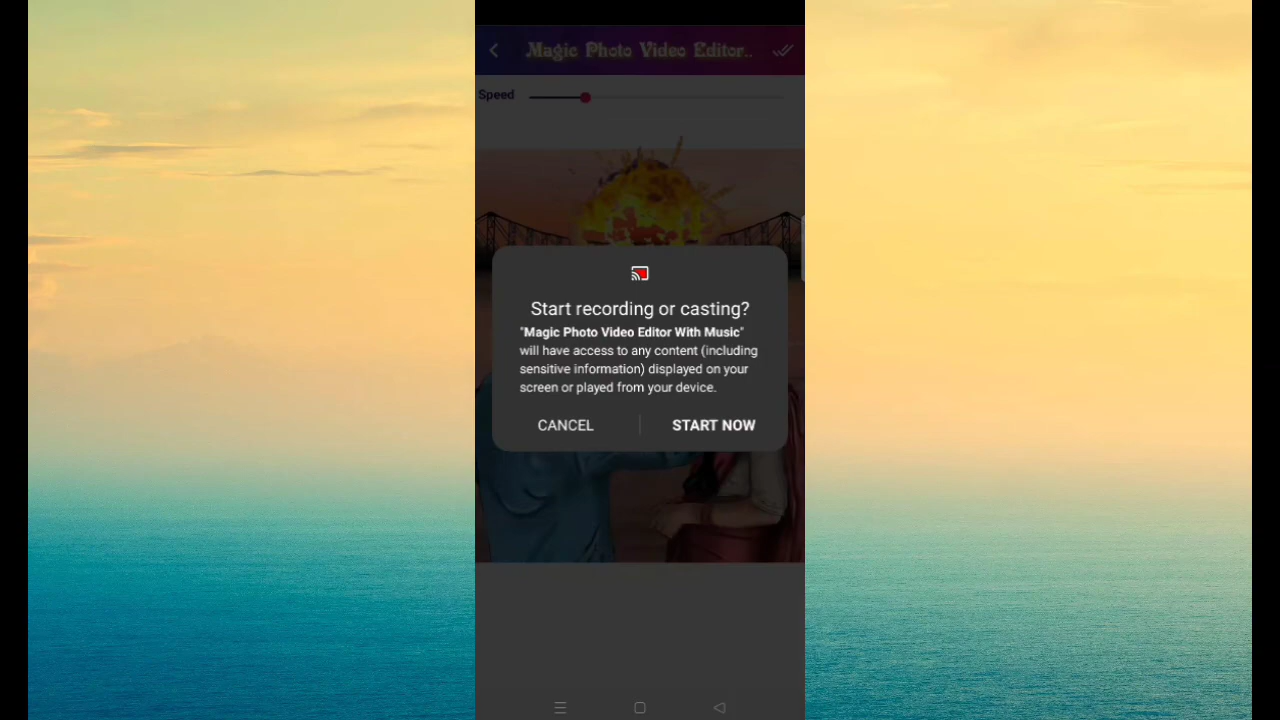 Magic Photo Video Editor..
Speed
Start recording or casting?
"Magic Photo Video Editor With Music"
will have access to any content (including
sensitive information) displayed on your
screen or played from your device.
CANCEL
START NOW